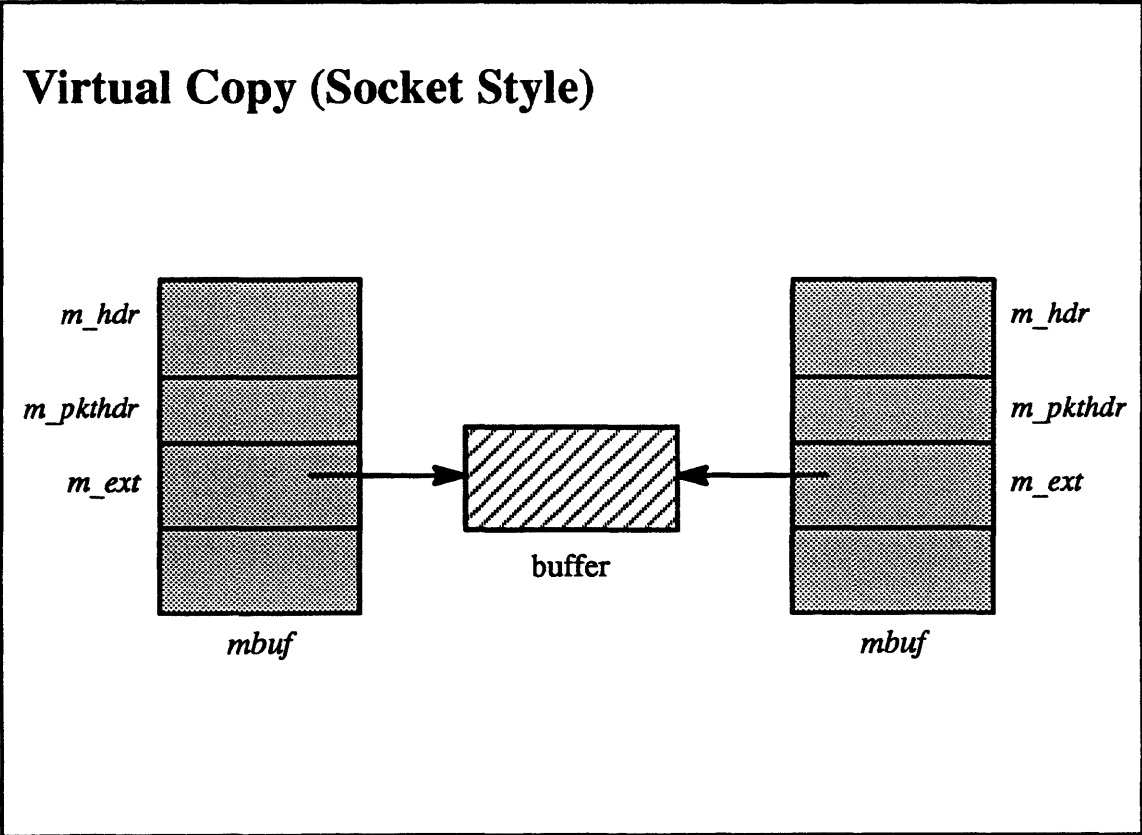 Virtual Copy (Socket Style)
m_hdr
m_hdr
m_pkthdr
m_pkthdr
m_ext
m_ext
buffer
mbuf
mbuf